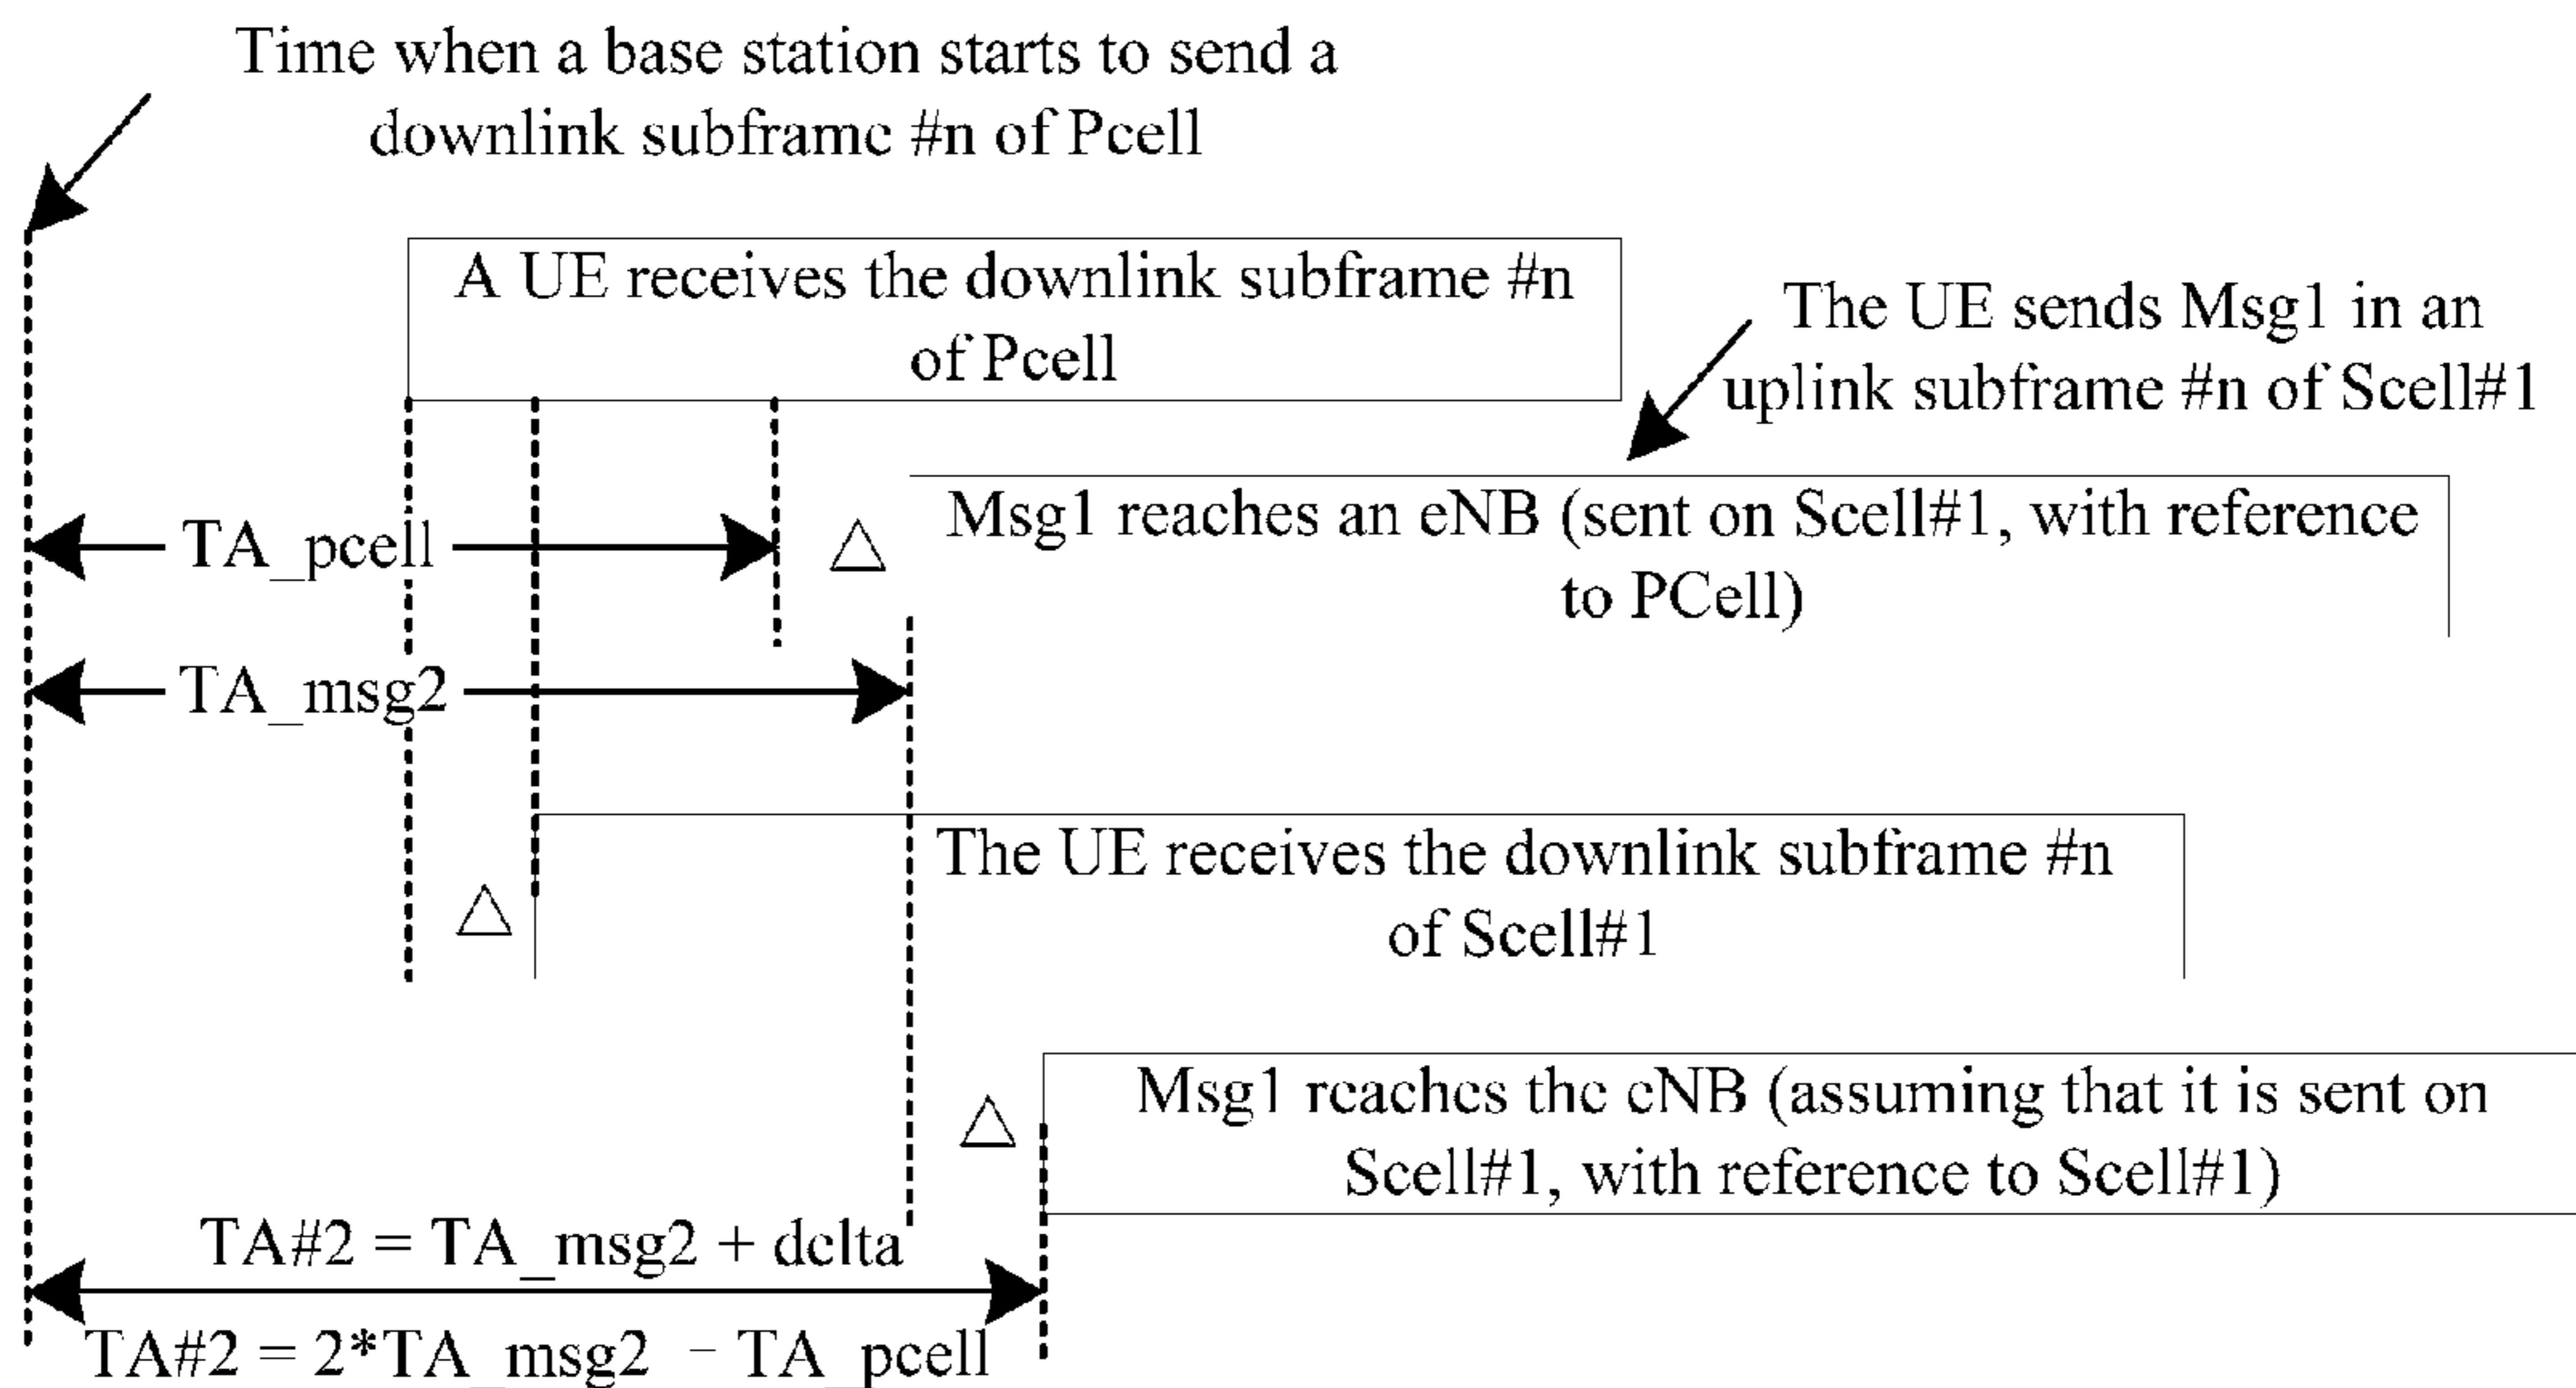 Time when a base station starts to send a
downlink subframe #n of Pcell
A UE receives the downlink subframe #n
of Pcell
The UE sends Msg1 in an
uplink subframe #n of Scell#1
Msg1 reaches an eNB (sent on Scell#1, with reference
to PCell)
TA_pcell
△
TA_msg2
The UE receives the downlink subframe #n
of Scell#1
△
Msg1 reaches the eNB (assuming that it is sent on
Scell#1, with reference to Scell#1)
△
TA#2 = TA_msg2 + delta
TA#2 = 2*TA_msg2 - TA_pcell